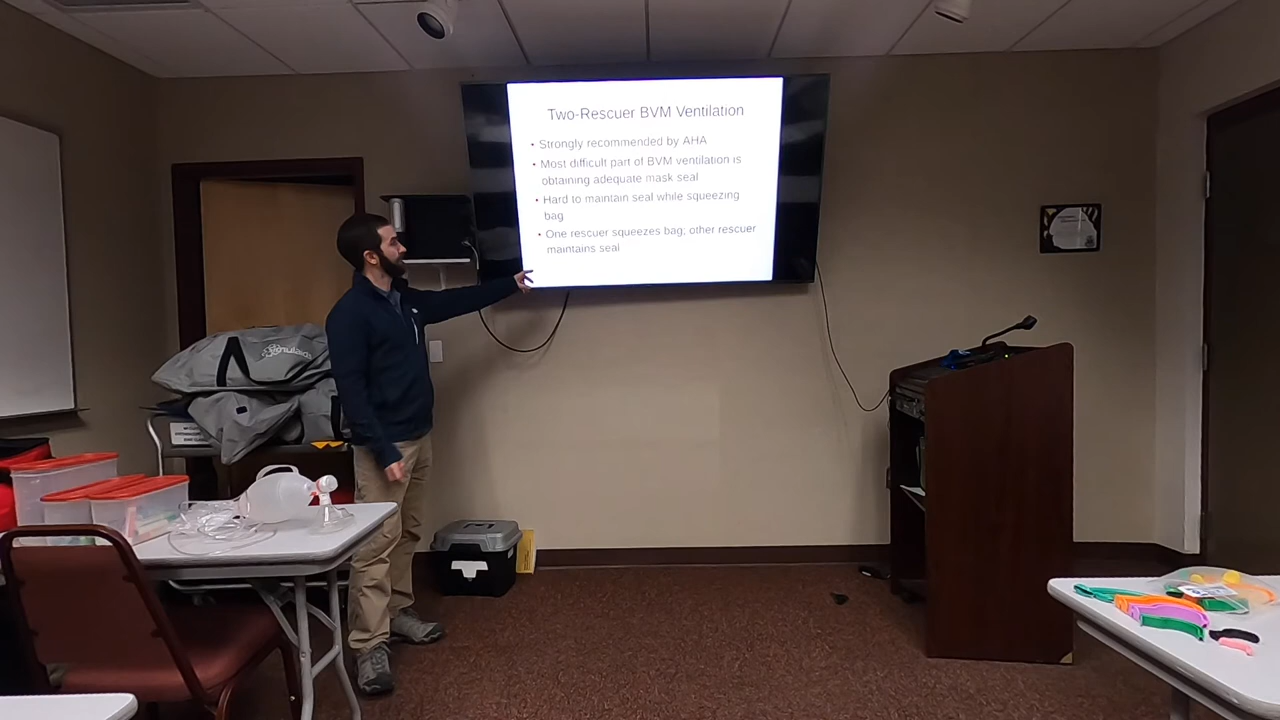 Two-Rescuer BVM Ventilation
• Strongly recommended by AHA
• Most difficult part of BVM ventilation is
obtaining adequate mask seal
• Hard to maintain seal while squeezing
bag
• One rescuer squeezes bag, other rescuer
maintains seal
Simulaids